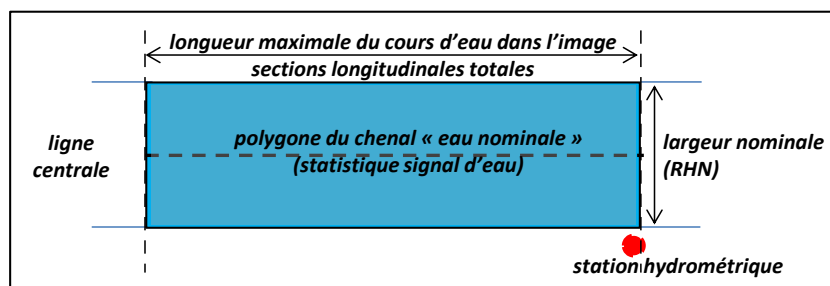 longueur maximale du cours d’eau dans l’image
sections longitudinales totales
ligne
centrale
polygone du chenal « eau nominale »
(statistique signal d’eau)
largeur nominale
(RHN)
station hydrométrique